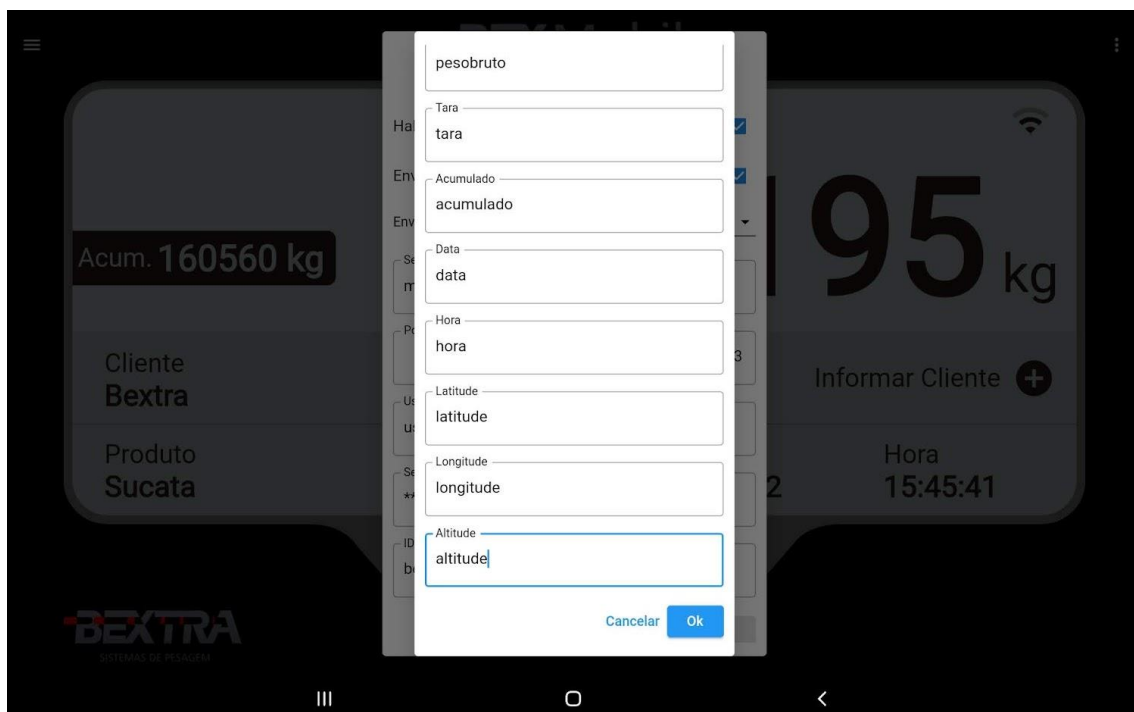 pesobruto
Tara
tara
Acumulado
acumulado
Data
data
Hora
hora
Latitude
latitude
Longitude
longitude
Altitude
altitude
Cancelar
Ok
Acum. 160560 kg
95 kg
Cliente
Bextra
Informar Cliente
Produto
Sucata
Hora
15:45:41
BEXTRA
SISTEMAS DE PESAGEM